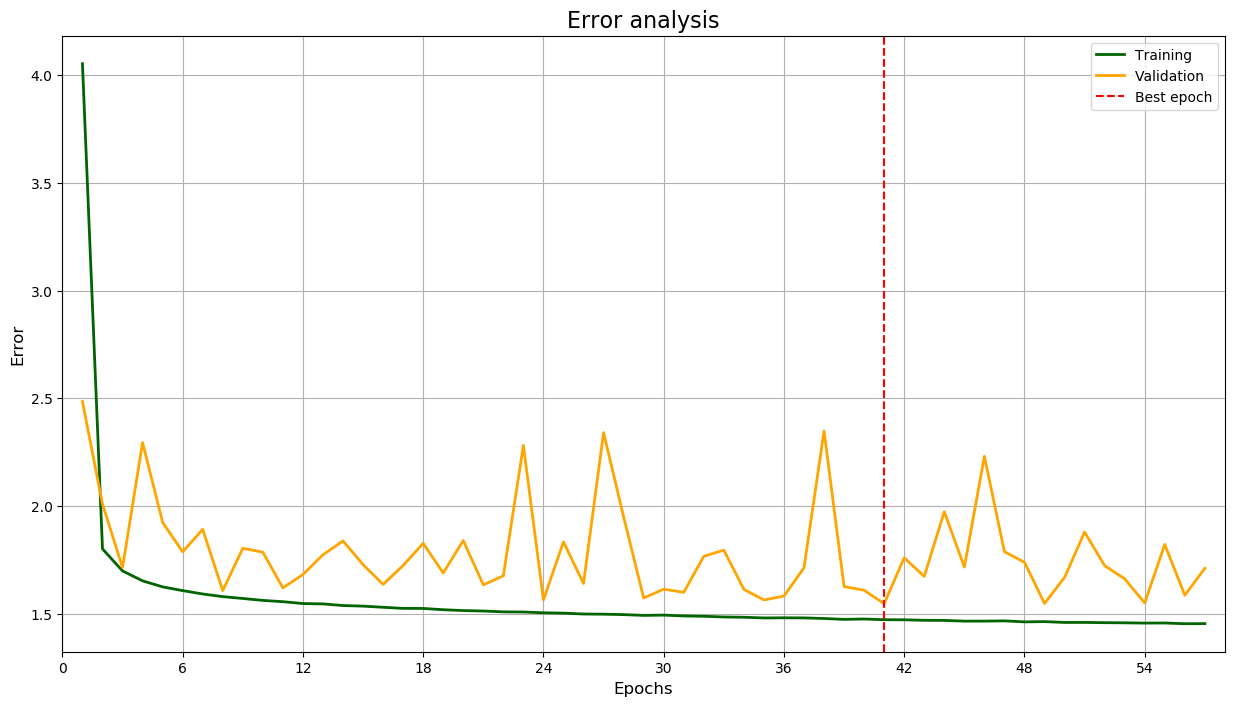 Error analysis
Training
Validation
Best epoch
Error
4.0
3.5
3.0
2.5
2.0
1.5
0 6 12 18 24 30 36 42 48 54
Epochs